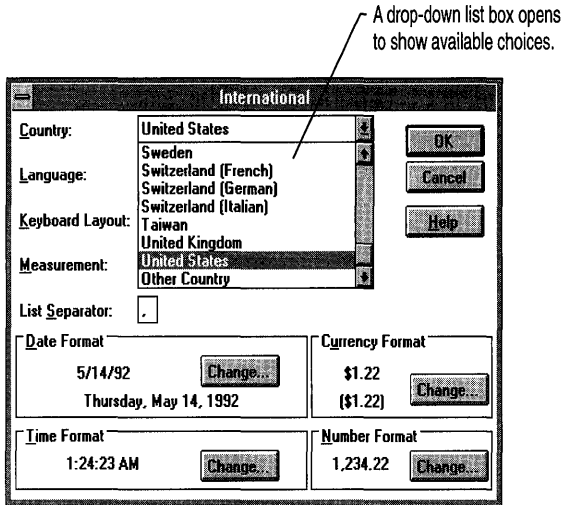 A drop-down list box opens
to show available choices.
International
Country:
United States
Sweden
Switzerland (French)
Switzerland (German)
Switzerland (Italian)
Taiwan
United Kingdom
United States
Other Country
Language:
Keyboard Layout:
Measurement:
List Separator:
,
OK
Cancel
Help
Date Format
5/14/92
Change...
Thursday, May 14, 1992
Currency Format
$1.22
($1.22)
Change...
Time Format
1:24:23 AM
Change...
Number Format
1,234.22
Change...